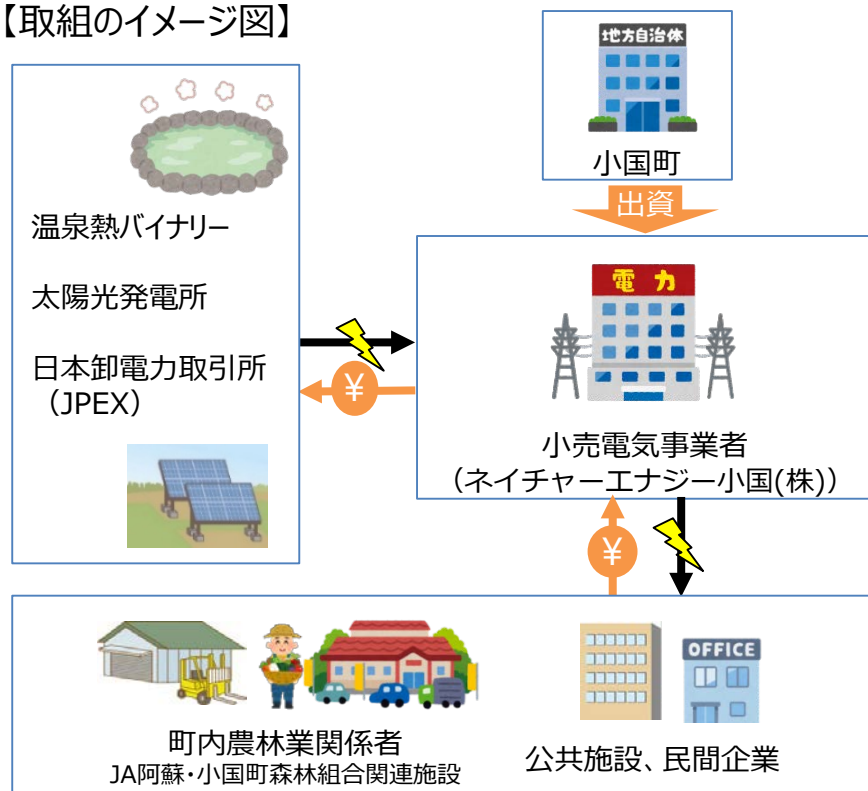 【取組のイメージ図】
地方自治体
小国町
出資
温泉熱バイナリー
太陽光発電所
日本卸電力取引所
（JPEX）
¥
電力
小売電気事業者
（ネイチャーエナジー小国(株)）
¥
町内農林業関係者
JA阿蘇・小国町森林組合関連施設
OFFICE
公共施設、民間企業